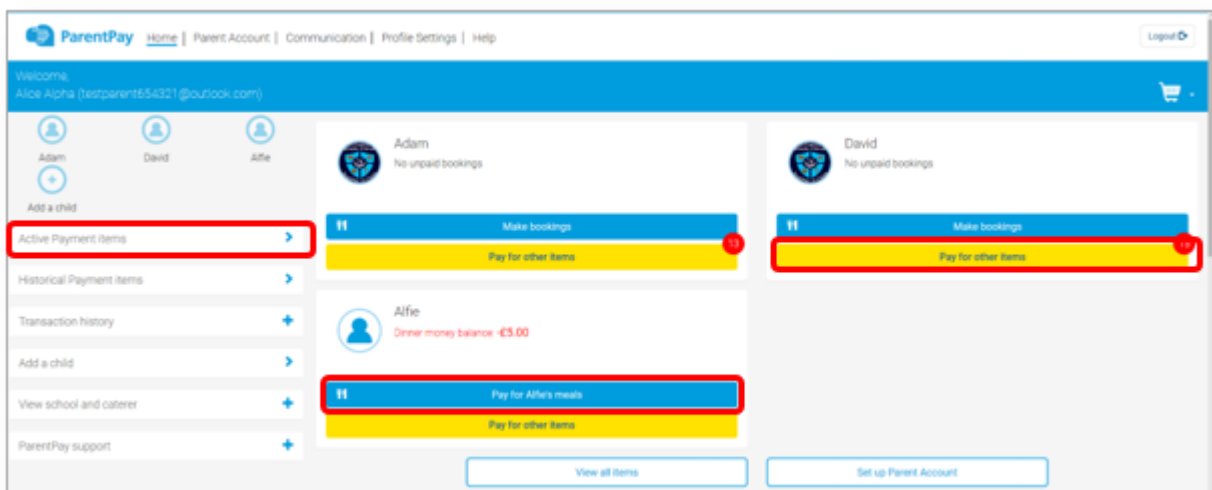 ParentPay Home | Parent Account | Communication | Profile Settings | Help
Logout
Welcome,
Alice Alpha (testparent654321@outlook.com)
Adam David Alfie
Add a child
Active Payment items
Historical Payment items
Transaction history
Add a child
View school and caterer
ParentPay support
Adam
No unpaid bookings
Make bookings
13
Pay for other items
David
No unpaid bookings
Make bookings
Pay for other items
Alfie
Dinner money balance: -£5.00
Pay for Alfie's meals
Pay for other items
View all items
Set up Parent Account